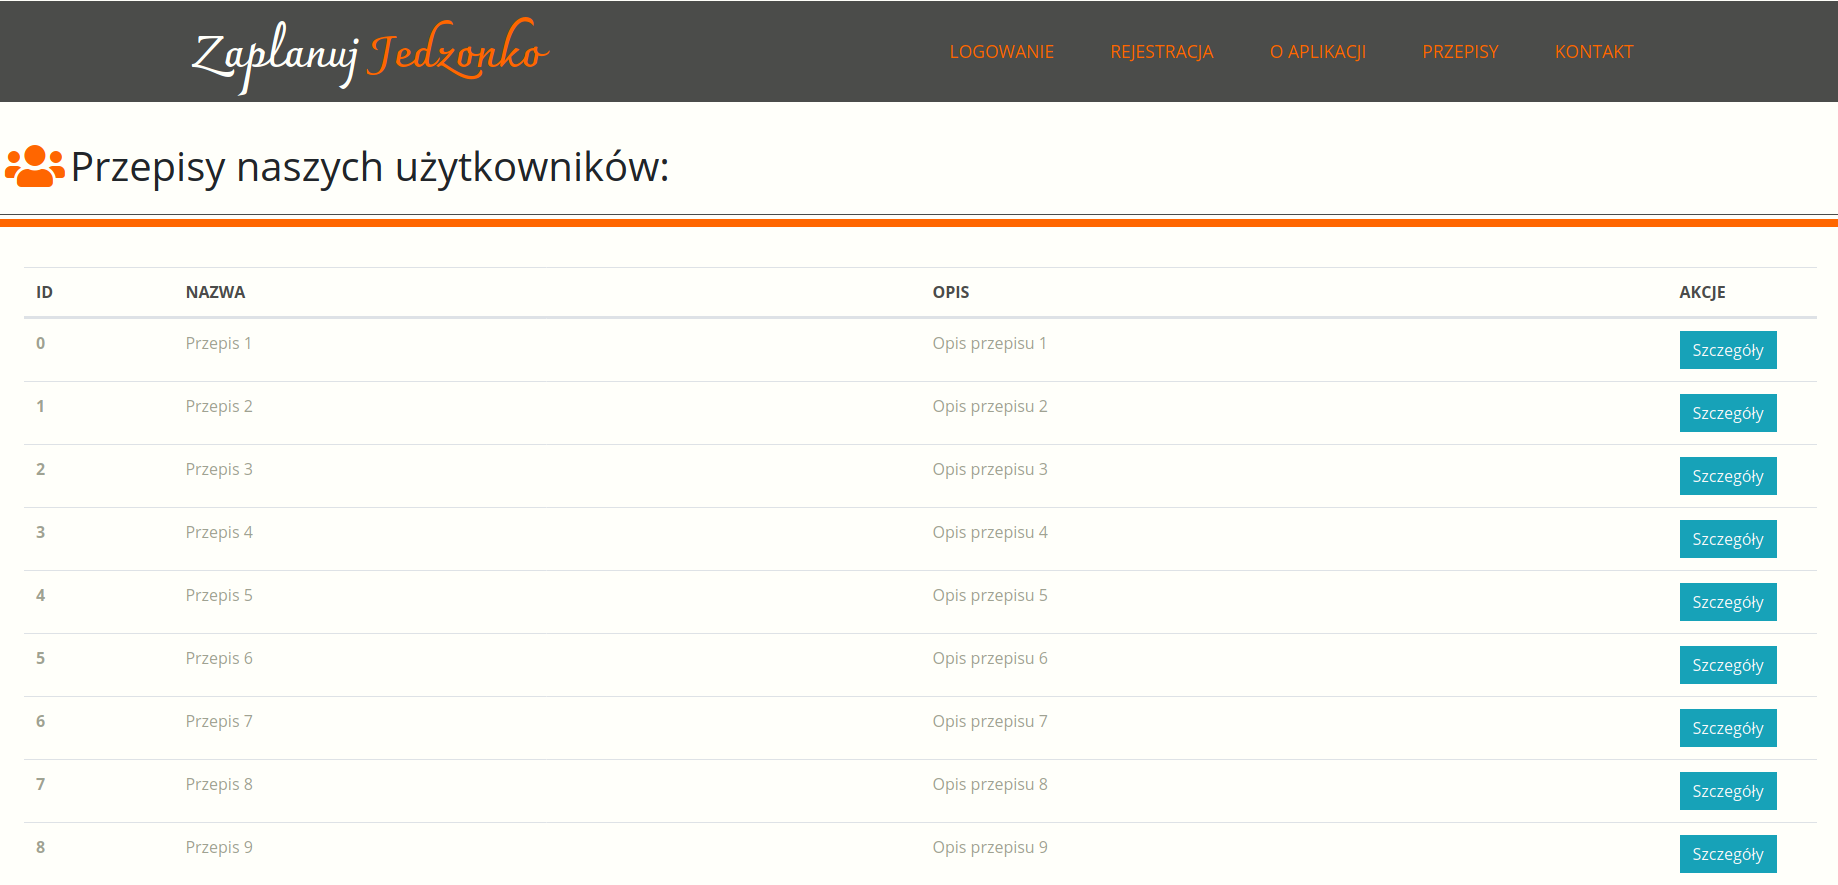 Zaplanuj Jedzonko LOGOWANIE REJESTRACJA O APLIKACJI PRZEPISY KONTAKT
Przepisy naszych użytkowników:
ID NAZWA OPIS AKCJE
0 Przepis 1 Opis przepisu 1 Szczegóły
1 Przepis 2 Opis przepisu 2 Szczegóły
2 Przepis 3 Opis przepisu 3 Szczegóły
3 Przepis 4 Opis przepisu 4 Szczegóły
4 Przepis 5 Opis przepisu 5 Szczegóły
5 Przepis 6 Opis przepisu 6 Szczegóły
6 Przepis 7 Opis przepisu 7 Szczegóły
7 Przepis 8 Opis przepisu 8 Szczegóły
8 Przepis 9 Opis przepisu 9 Szczegóły